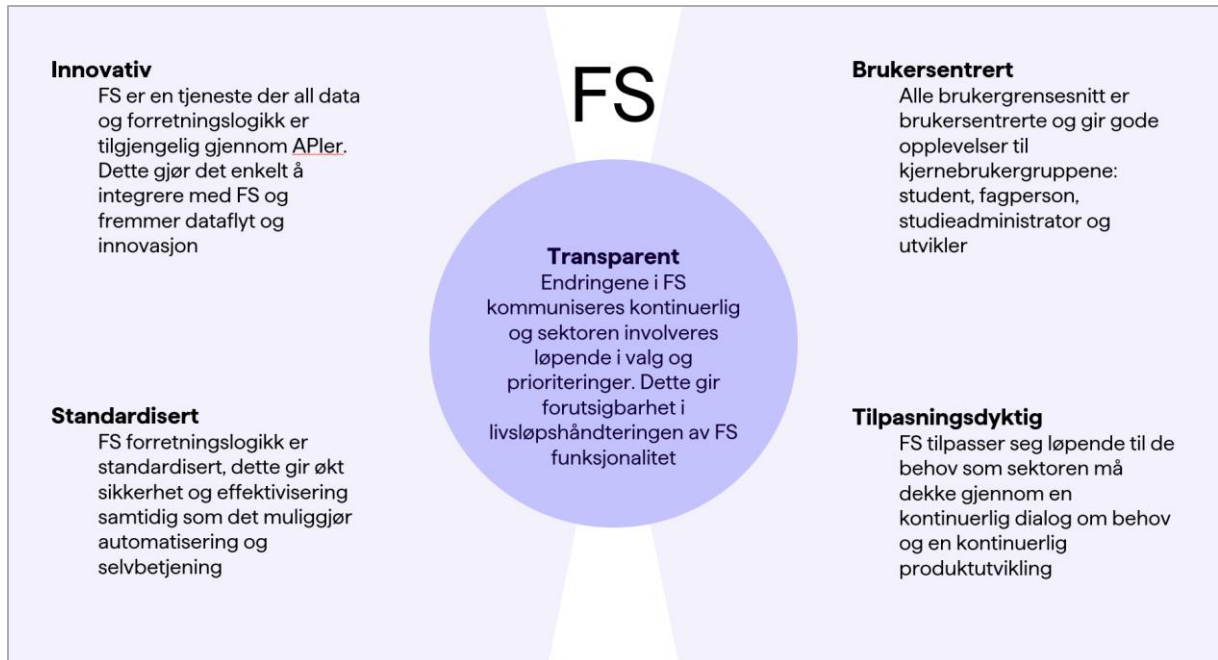 FS
Innovativ
FS er en tjeneste der all data
og forretningslogikk er
tilgjengelig gjennom APIer.
Dette gjør det enkelt å
integrere med FS og
fremmer dataflyt og
innovasjon
Brukersentrert
Alle brukergrensesnitt er
brukersentrerte og gir gode
opplevelser til
kjernebrukergruppene:
student, fagperson,
studieadministrator og
utvikler
Transparent
Endringene i FS
kommuniseres kontinuerlig
og sektoren involveres
løpende i valg og
prioriteringer. Dette gir
forutsigbarhet i
livsløpshåndteringen av FS
funksjonalitet
Standardisert
FS forretningslogikk er
standardisert, dette gir økt
sikkerhet og effektivisering
samtidig som det muliggjør
automatisering og
selvbetjening
Tilpasningsdyktig
FS tilpasser seg løpende til de
behov som sektoren må
dekke gjennom en
kontinuerlig dialog om behov
og en kontinuerlig
produktutvikling